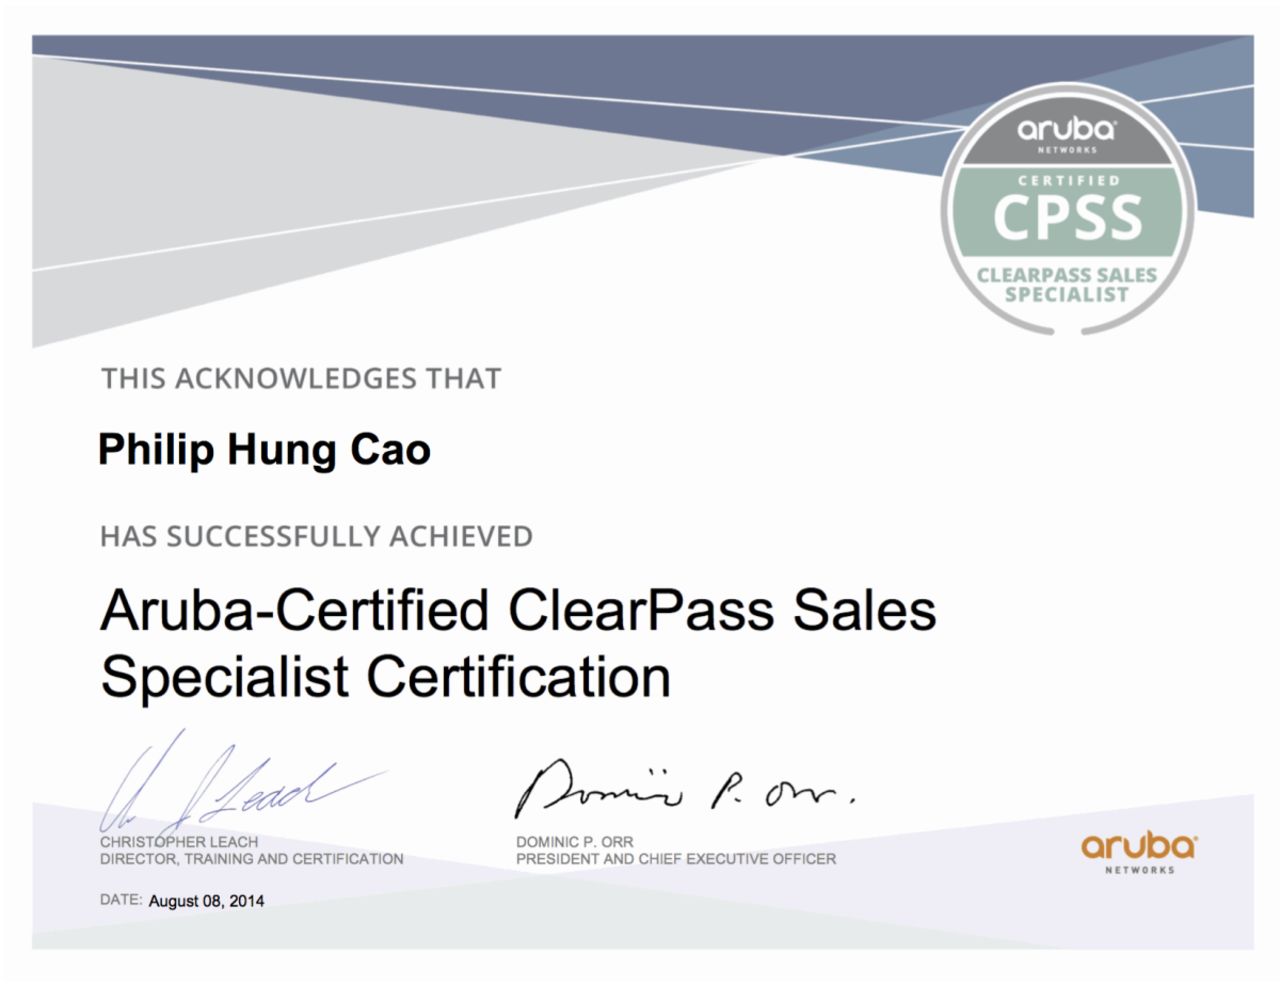 aruba
NETWORKS
CERTIFIED
CPSS
CLEARPASS SALES
SPECIALIST
THIS ACKNOWLEDGES THAT
Philip Hung Cao
HAS SUCCESSFULLY ACHIEVED
Aruba-Certified ClearPass Sales
Specialist Certification
Dominic P. Orr.
CHRISTOPHER LEACH
DIRECTOR, TRAINING AND CERTIFICATION
DOMINIC P. ORR
PRESIDENT AND CHIEF EXECUTIVE OFFICER
DATE: August 08, 2014
aruba
NETWORKS